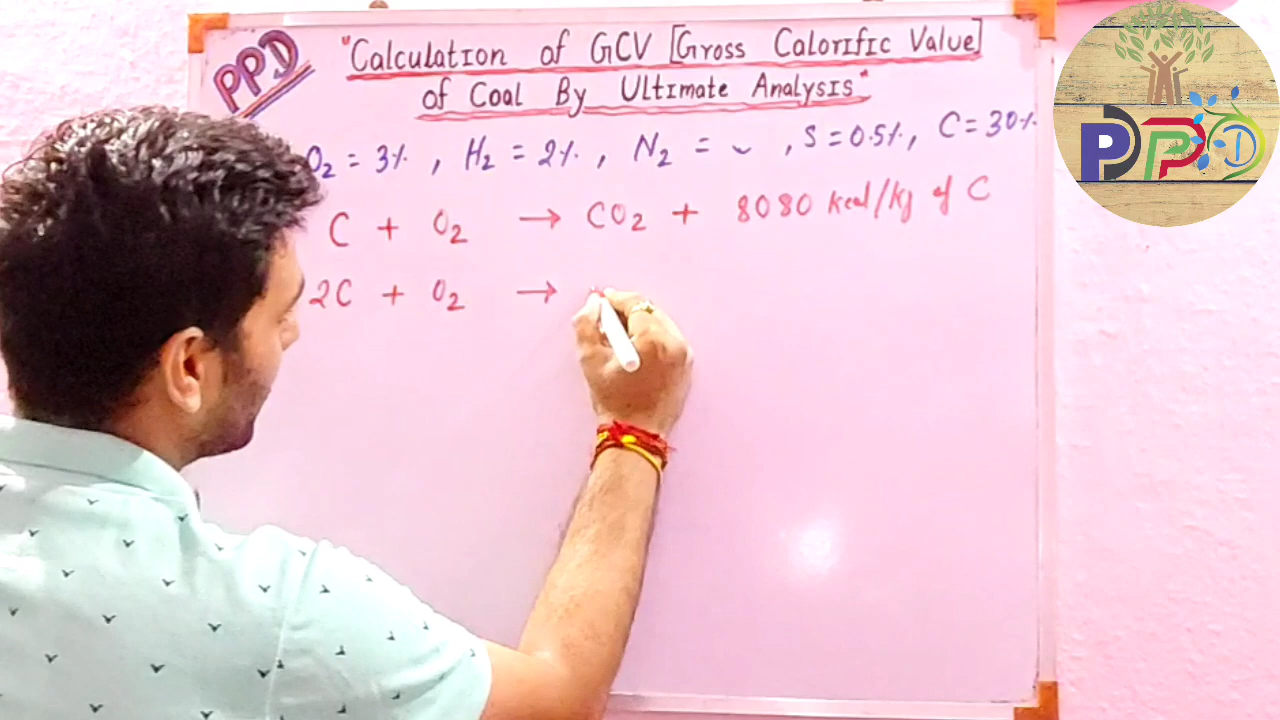 PPD
"Calculation of GCV [Gross Calorific Value]
of Coal By Ultimate Analysis"
O₂ = 3%, H₂ = 2%, N₂ = ⌣, S = 0.5%, C = 30%
C + O₂ → CO₂ + 8080 kcal/kg of C
2C + O₂ →
PPD